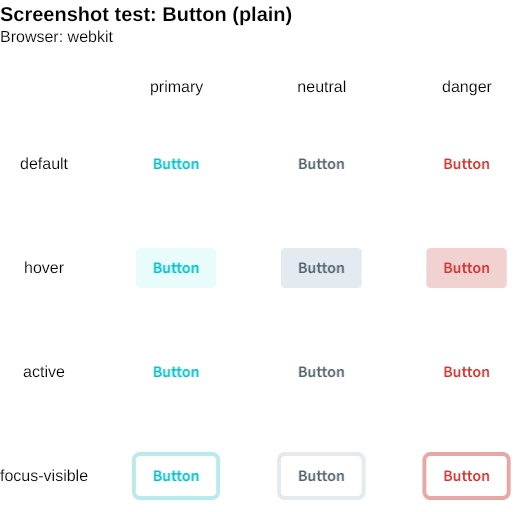 Screenshot test: Button (plain)
Browser: webkit
primary neutral danger
default Button Button Button
hover Button Button Button
active Button Button Button
focus-visible Button Button Button